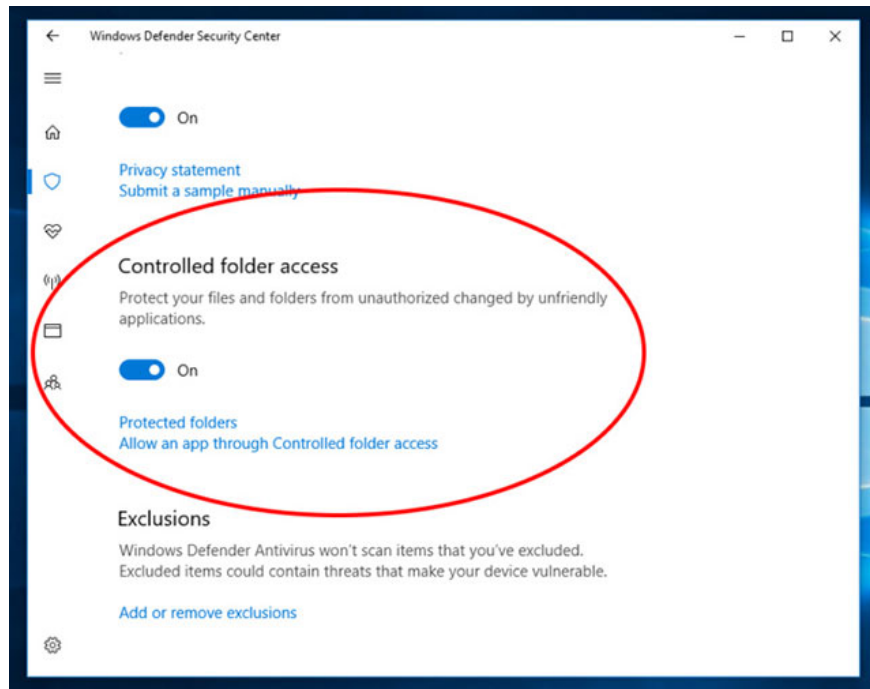 Windows Defender Security Center
On
Privacy statement
Submit a sample manually
Controlled folder access
Protect your files and folders from unauthorized changed by unfriendly
applications.
On
Protected folders
Allow an app through Controlled folder access
Exclusions
Windows Defender Antivirus won't scan items that you've excluded.
Excluded items could contain threats that make your device vulnerable.
Add or remove exclusions